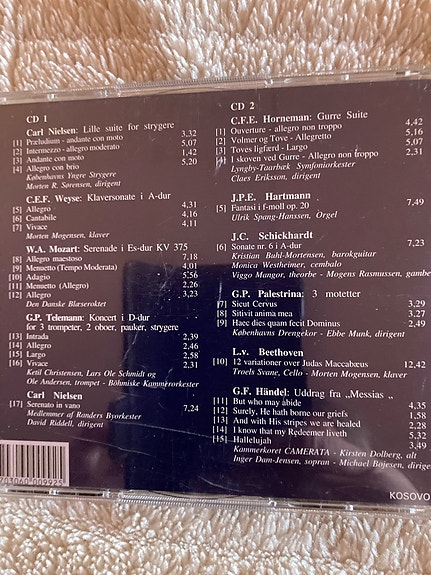 CD 1
Carl Nielsen: Lille suite for strygere
[1] Præludium - andante con moto 3,32
[2] Intermezzo - allegro moderato 5,07
[3] Andante con moto 1,42
[4] Allegro con brio 5,20
Københavns Yngre Strygere
Morten R. Sørensen, dirigent
C.E.F. Weyse: Klaversonate i A-dur
[5] Allegro 4,31
[6] Cantabile 4,16
[7] Vivace 4,11
Morten Mogensen, klaver
W.A. Mozart: Serenade i Es-dur KV 375
[8] Allegro maestoso 7,18
[9] Menuetto (Tempo Moderata) 4,01
[10] Adagio 5,56
[11] Menuetto (Allegro) 2,26
[12] Allegro 3,23
Den Danske Blæseroktet
G.P. Telemann: Koncert i D-dur
for 3 trompeter, 2 oboer, pauker, strygere
[13] Intrada 2,39
[14] Allegro 2,46
[15] Largo 2,58
[16] Vivace 2,31
Ketil Christensen, Lars Ole Schmidt og
Ole Andersen, trompet - Böhmiske Kammerorkester
Carl Nielsen
[17] Serenato in vano 7,24
Medlemmer af Randers Byorkester
David Riddell, dirigent
CD 2
C.F.E. Horneman: Gurre Suite
[1] Ouverture - allegro non troppo 4,42
[2] Volmer og Tove - Allegretto 5,16
[3] Toves ligfærd - Largo 5,07
[4] I skoven ved Gurre - Allegro non troppo 2,31
Lyngby-Taarbæk Symfoniorkester
Claes Eriksson, dirigent
J.P.E. Hartmann
[5] Fantasi i f-moll op. 20 7,49
Ulrik Spang-Hanssen, Orgel
J.C. Schickhardt
[6] Sonate nr. 6 i A-dur 7,23
Kristian Buhl-Mortensen, barokguitar
Monica Westheimer, cembalo
Viggo Mangor, theorbe - Mogens Rasmussen, gambe
G.P. Palestrina: 3 motetter
[7] Sicut Cervus 3,29
[8] Sitivit anima mea 3,27
[9] Haec dies quam fecit Dominus 2,49
Københavns Drengekor - Ebbe Munk, dirigent
L.v. Beethoven
[10] 12 variationer over Judas Maccabæus 12,42
Troels Svane, Cello - Morten Mogensen, klaver
G.F. Händel: Uddrag fra „Messias„
[11] But who may abide 4,35
[12] Surely, He hath borne our griefs 1,58
[13] And with His stripes we are healed 2,28
[14] I know that my Redeemer liveth 5,32
[15] Hallelujah 3,49
Kammerkoret CAMERATA - Kirsten Dolberg, alt
Inger Dam-Jensen, sopran - Michael Bojesen, dirigent
KOSOVO